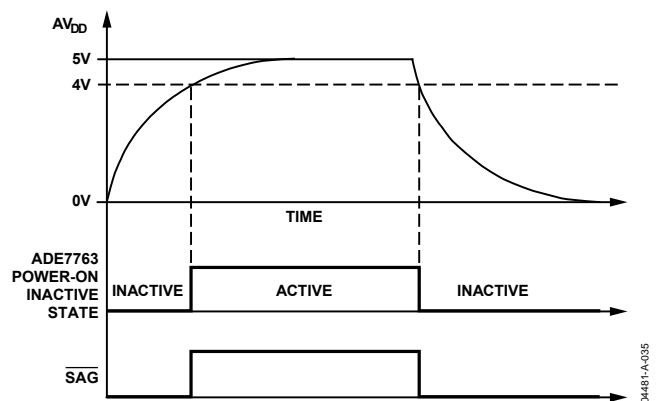 AVDD
5V
4V
0V
TIME
ADE7763
POWER-ON
INACTIVE
STATE
INACTIVE
ACTIVE
INACTIVE
SAG
04481-A-035